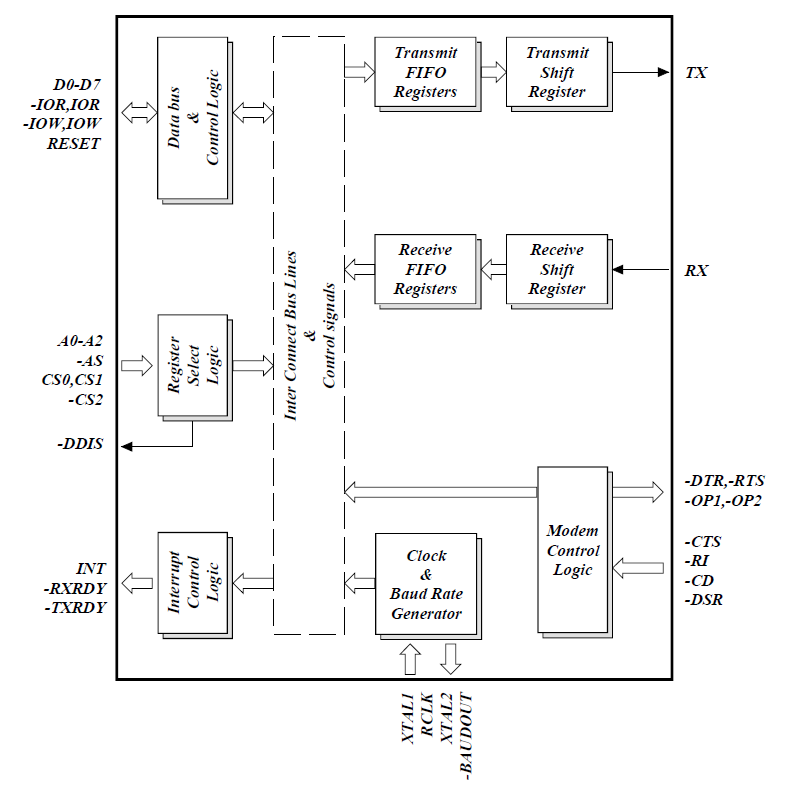 D0-D7
-IOR,IOR
-IOW,IOW
RESET
Data bus
&
Control Logic
Transmit
FIFO
Registers
Transmit
Shift
Register
TX
Receive
FIFO
Registers
Receive
Shift
Register
RX
Inter Connect Bus Lines
&
Control signals
A0-A2
-AS
CS0,CS1
-CS2
-DDIS
Register
Select
Logic
INT
-RXRDY
-TXRDY
Interrupt
Control
Logic
Clock
&
Baud Rate
Generator
Modem
Control
Logic
-DTR,-RTS
-OP1,-OP2
-CTS
-RI
-CD
-DSR
XTAL1
RCLK
XTAL2
-BAUDOUT